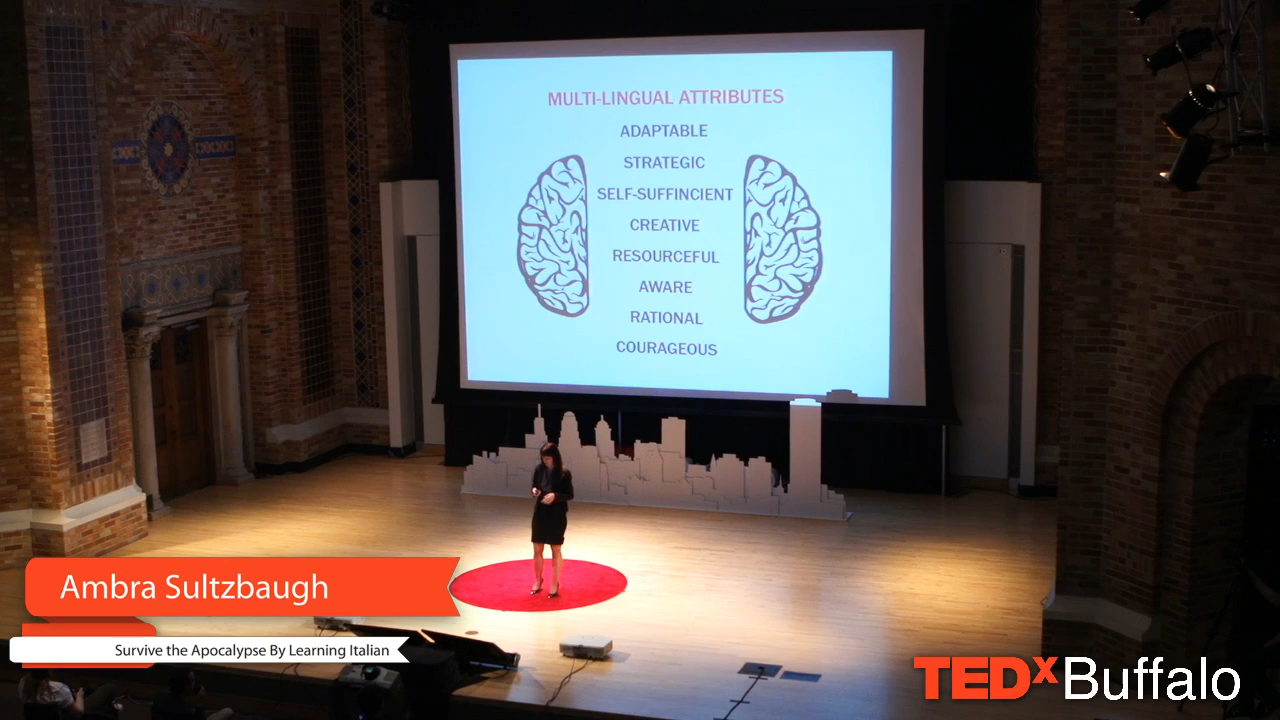 MULTI-LINGUAL ATTRIBUTES
ADAPTABLE
STRATEGIC
SELF-SUFFINCIENT
CREATIVE
RESOURCEFUL
AWARE
RATIONAL
COURAGEOUS
Ambra Sultzbaugh
Survive the Apocalypse By Learning Italian
TEDxBuffalo